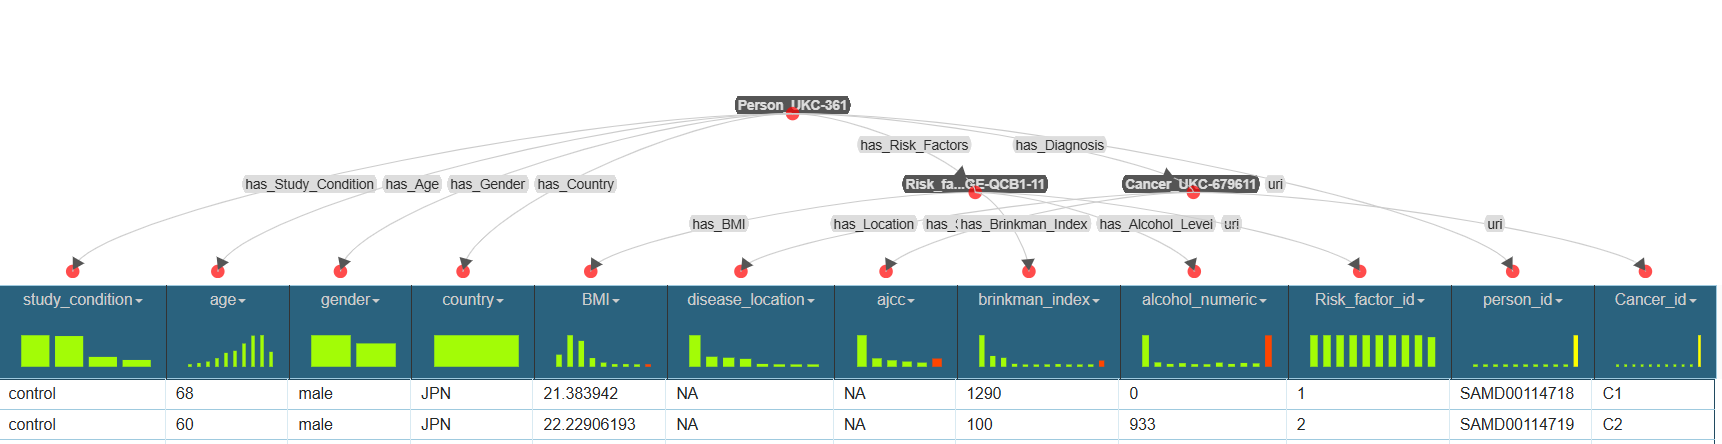 Person_UKC-361
has_Risk_Factors has_Diagnosis
has_Study_Condition has_Age has_Gender has_Country Risk_fa...GE-QCB1-11 Cancer_UKC-679611 uri
has_BMI has_Location has_Brinkman_Index has_Alcohol_Level uri uri
study_condition age gender country BMI disease_location ajcc brinkman_index alcohol_numeric Risk_factor_id person_id Cancer_id
control 68 male JPN 21.383942 NA NA 1290 0 1 SAMD00114718 C1
control 60 male JPN 22.22906193 NA NA 100 933 2 SAMD00114719 C2